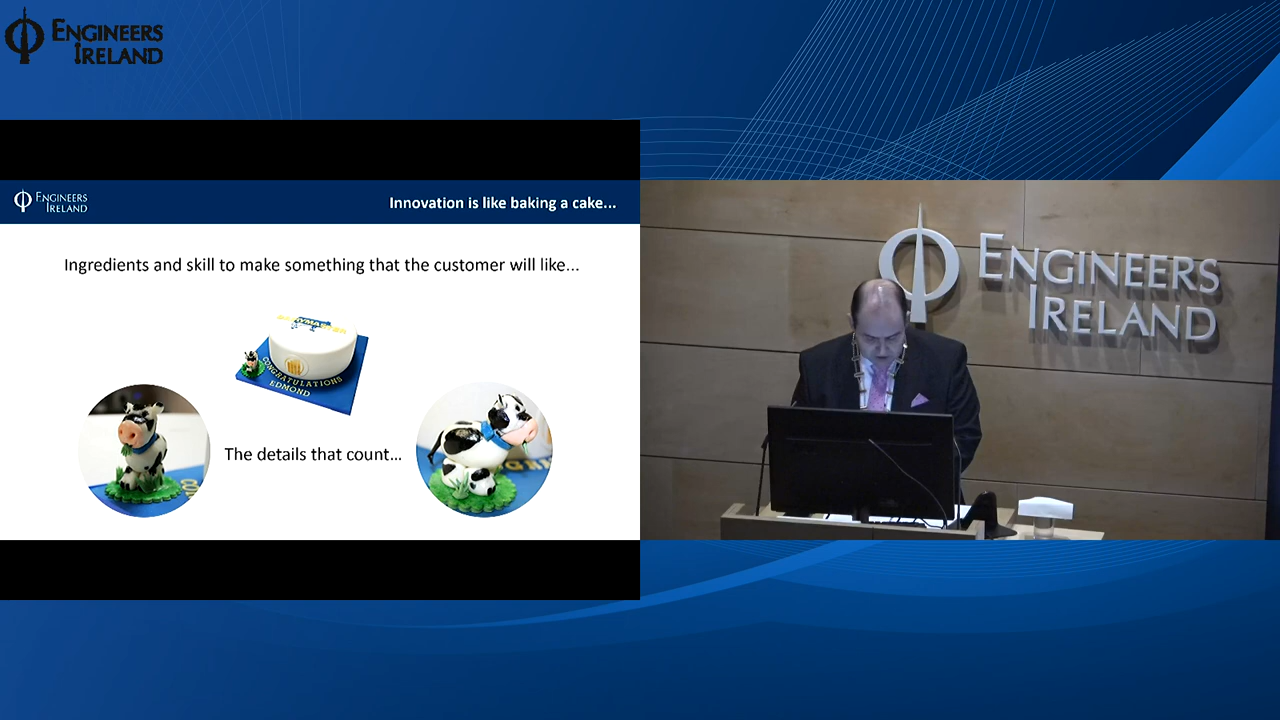 ENGINEERS
IRELAND
ENGINEERS
IRELAND
Innovation is like baking a cake...
Ingredients and skill to make something that the customer will like...
CONGRATULATIONS
EDMOND
The details that count...
ENGINEERS
IRELAND